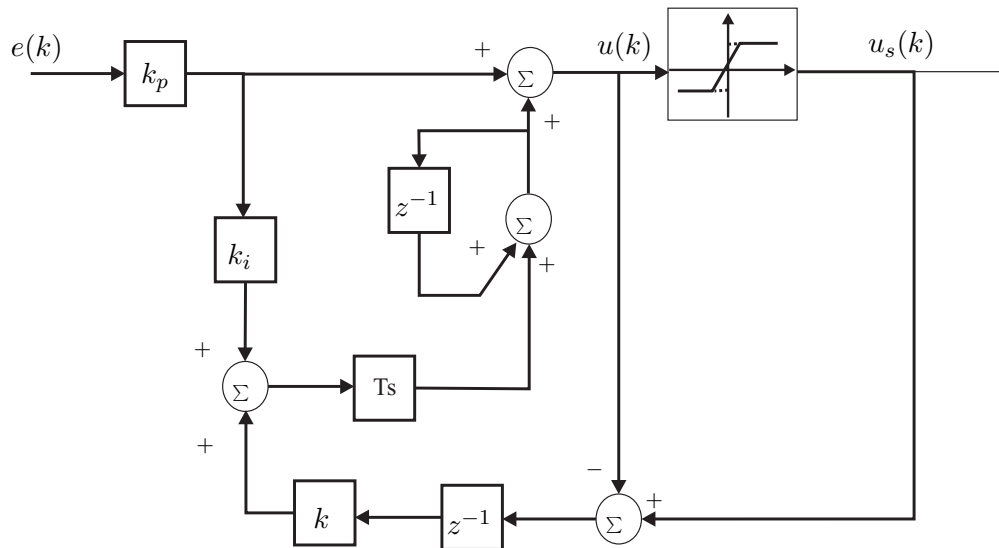 e(k)
k_p
+
Σ
u(k)
u_s(k)
+
z^{-1}
Σ
+
+
k_i
+
Σ
Ts
+
−
+
Σ
z^{-1}
k